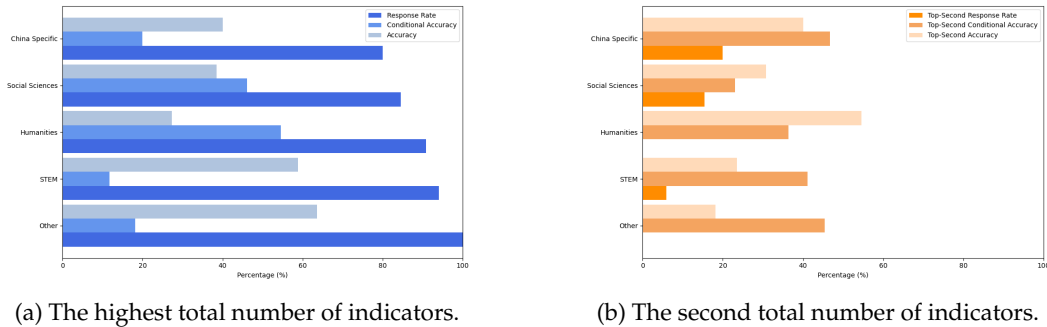 Response Rate
Conditional Accuracy
Accuracy
China Specific
Social Sciences
Humanities
STEM
Other
0 20 40 60 80 100
Percentage (%)
(a) The highest total number of indicators.
Top-Second Response Rate
Top-Second Conditional Accuracy
Top-Second Accuracy
China Specific
Social Sciences
Humanities
STEM
Other
0 20 40 60 80 100
Percentage (%)
(b) The second total number of indicators.